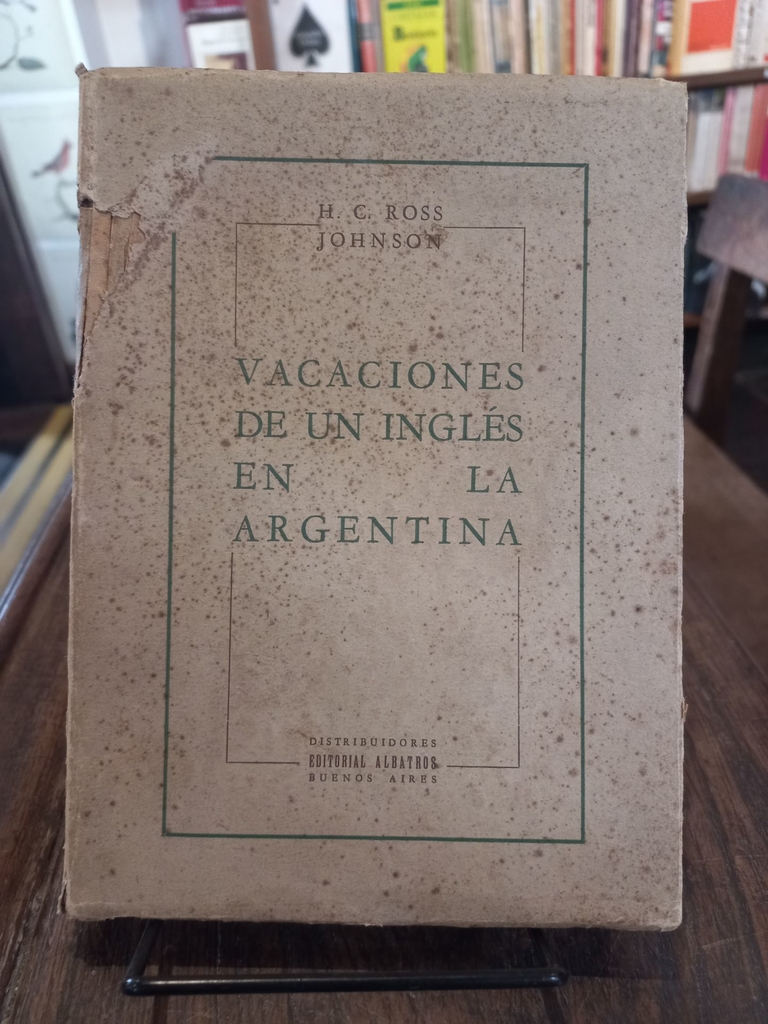 H. C. ROSS
JOHNSON
VACACIONES
DE UN INGLÉS
EN LA
ARGENTINA
DISTRIBUIDORES
EDITORIAL ALBATROS
BUENOS AIRES